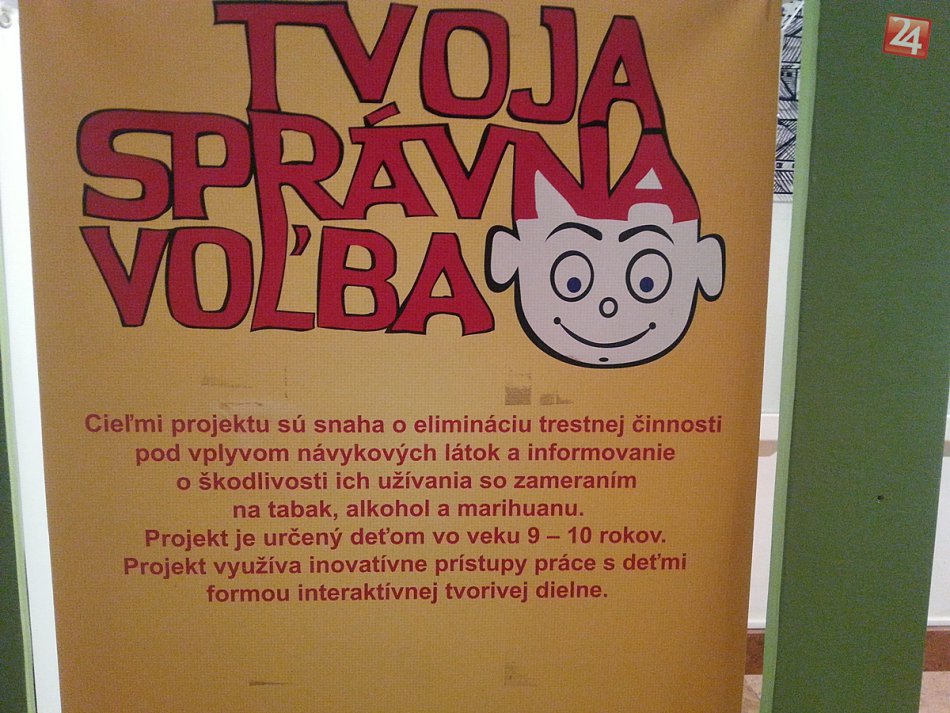 24
TVOJA
SPRÁVNA
VOĽBA
Cieľmi projektu sú snaha o elimináciu trestnej činnosti
pod vplyvom návykových látok a informovanie
o škodlivosti ich užívania so zameraním
na tabak, alkohol a marihuanu.
Projekt je určený deťom vo veku 9 – 10 rokov.
Projekt využíva inovatívne prístupy práce s deťmi
formou interaktívnej tvorivej dielne.